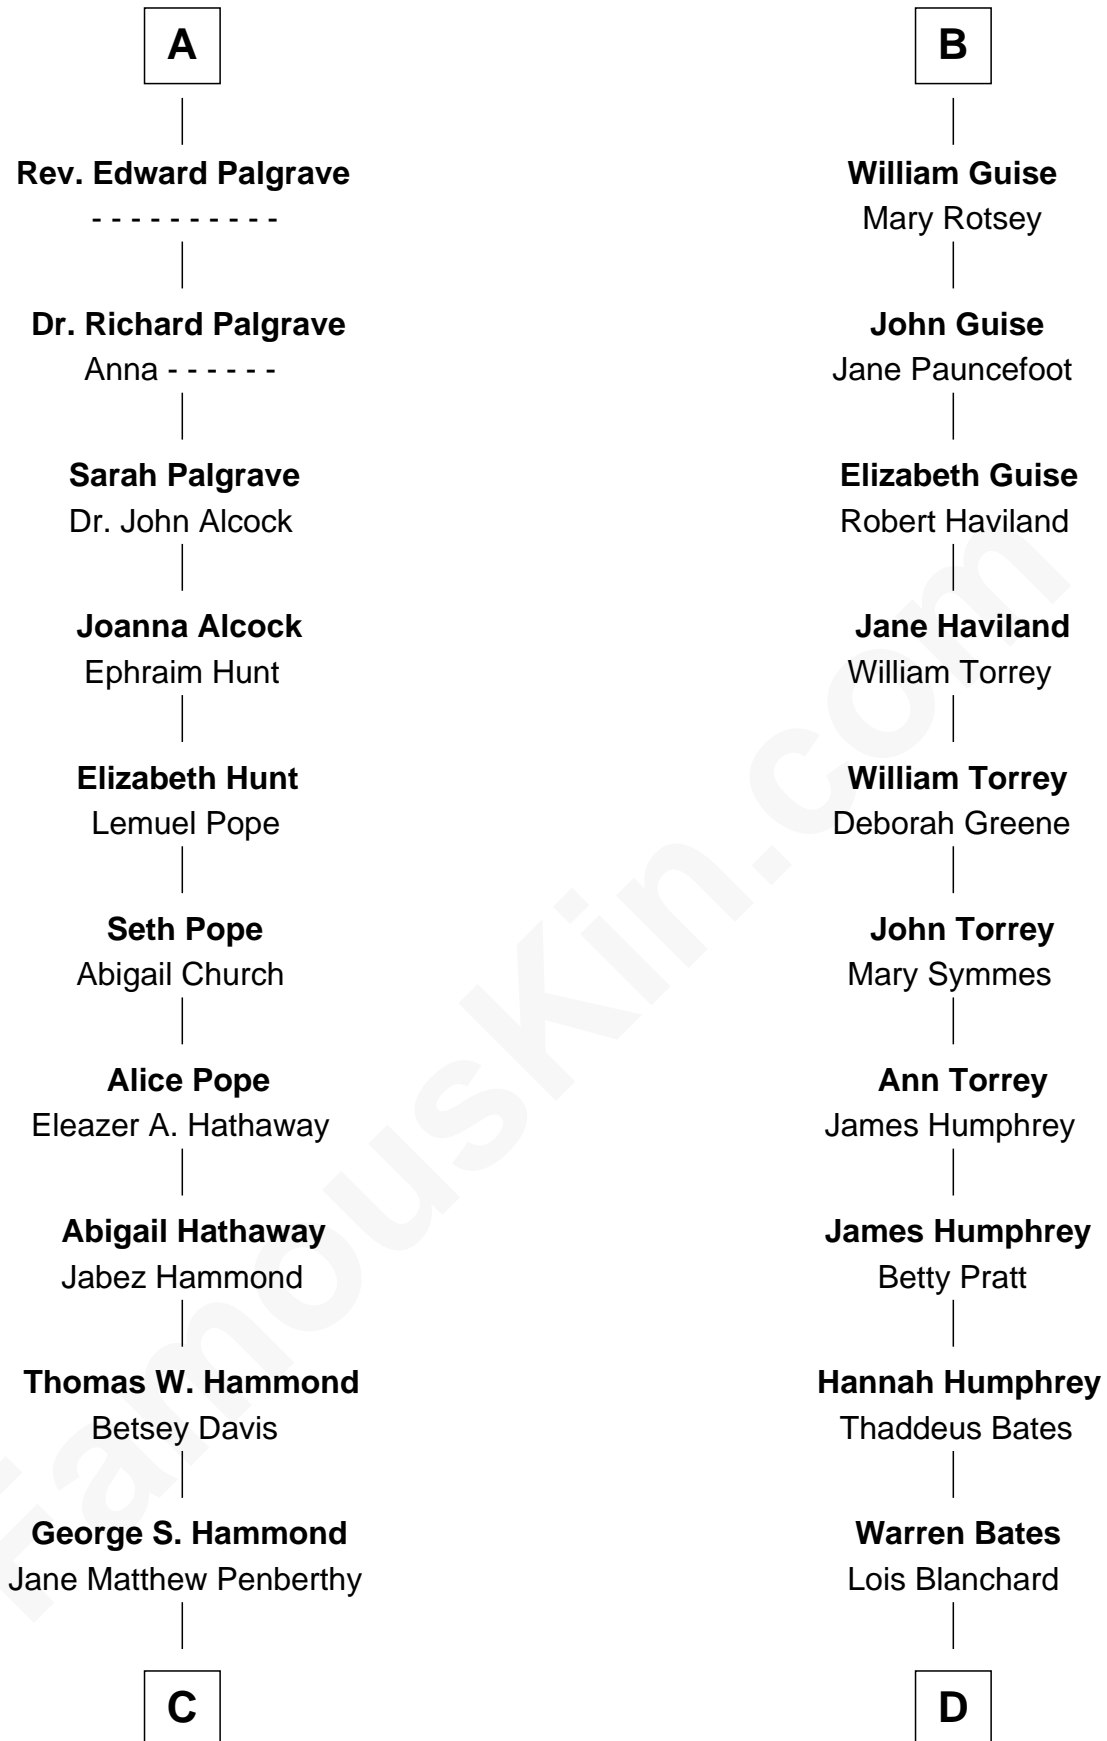 A
Rev. Edward Palgrave
- - - - - - - - - -
Dr. Richard Palgrave
Anna - - - - - -
Sarah Palgrave
Dr. John Alcock
Joanna Alcock
Ephraim Hunt
Elizabeth Hunt
Lemuel Pope
Seth Pope
Abigail Church
Alice Pope
Eleazer A. Hathaway
Abigail Hathaway
Jabez Hammond
Thomas W. Hammond
Betsey Davis
George S. Hammond
Jane Matthew Penberthy
C
B
William Guise
Mary Rotsey
John Guise
Jane Pauncefoot
Elizabeth Guise
Robert Haviland
Jane Haviland
William Torrey
William Torrey
Deborah Greene
John Torrey
Mary Symmes
Ann Torrey
James Humphrey
James Humphrey
Betty Pratt
Hannah Humphrey
Thaddeus Bates
Warren Bates
Lois Blanchard
D
FamousKin.com